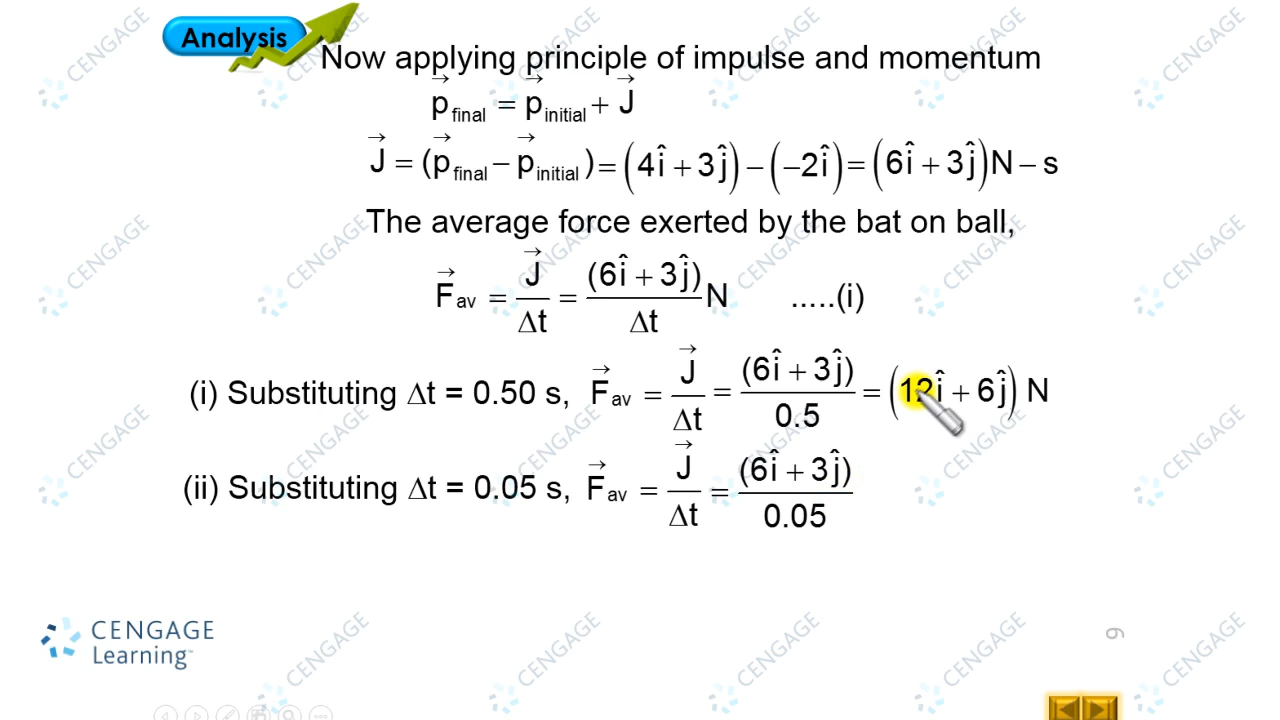 Analysis
Now applying principle of impulse and momentum
p⃗ final = p⃗ initial + J⃗
J⃗ = (p⃗ final − p⃗ initial) = (4î + 3ĵ) − (−2î) = (6î + 3ĵ) N − s
The average force exerted by the bat on ball,
F⃗ av = J⃗ / Δt = (6î + 3ĵ) / Δt N .....(i)
(i) Substituting Δt = 0.50 s, F⃗ av = J⃗ / Δt = (6î + 3ĵ) / 0.5 = (12î + 6ĵ) N
(ii) Substituting Δt = 0.05 s, F⃗ av = J⃗ / Δt = (6î + 3ĵ) / 0.05
CENGAGE
Learning™